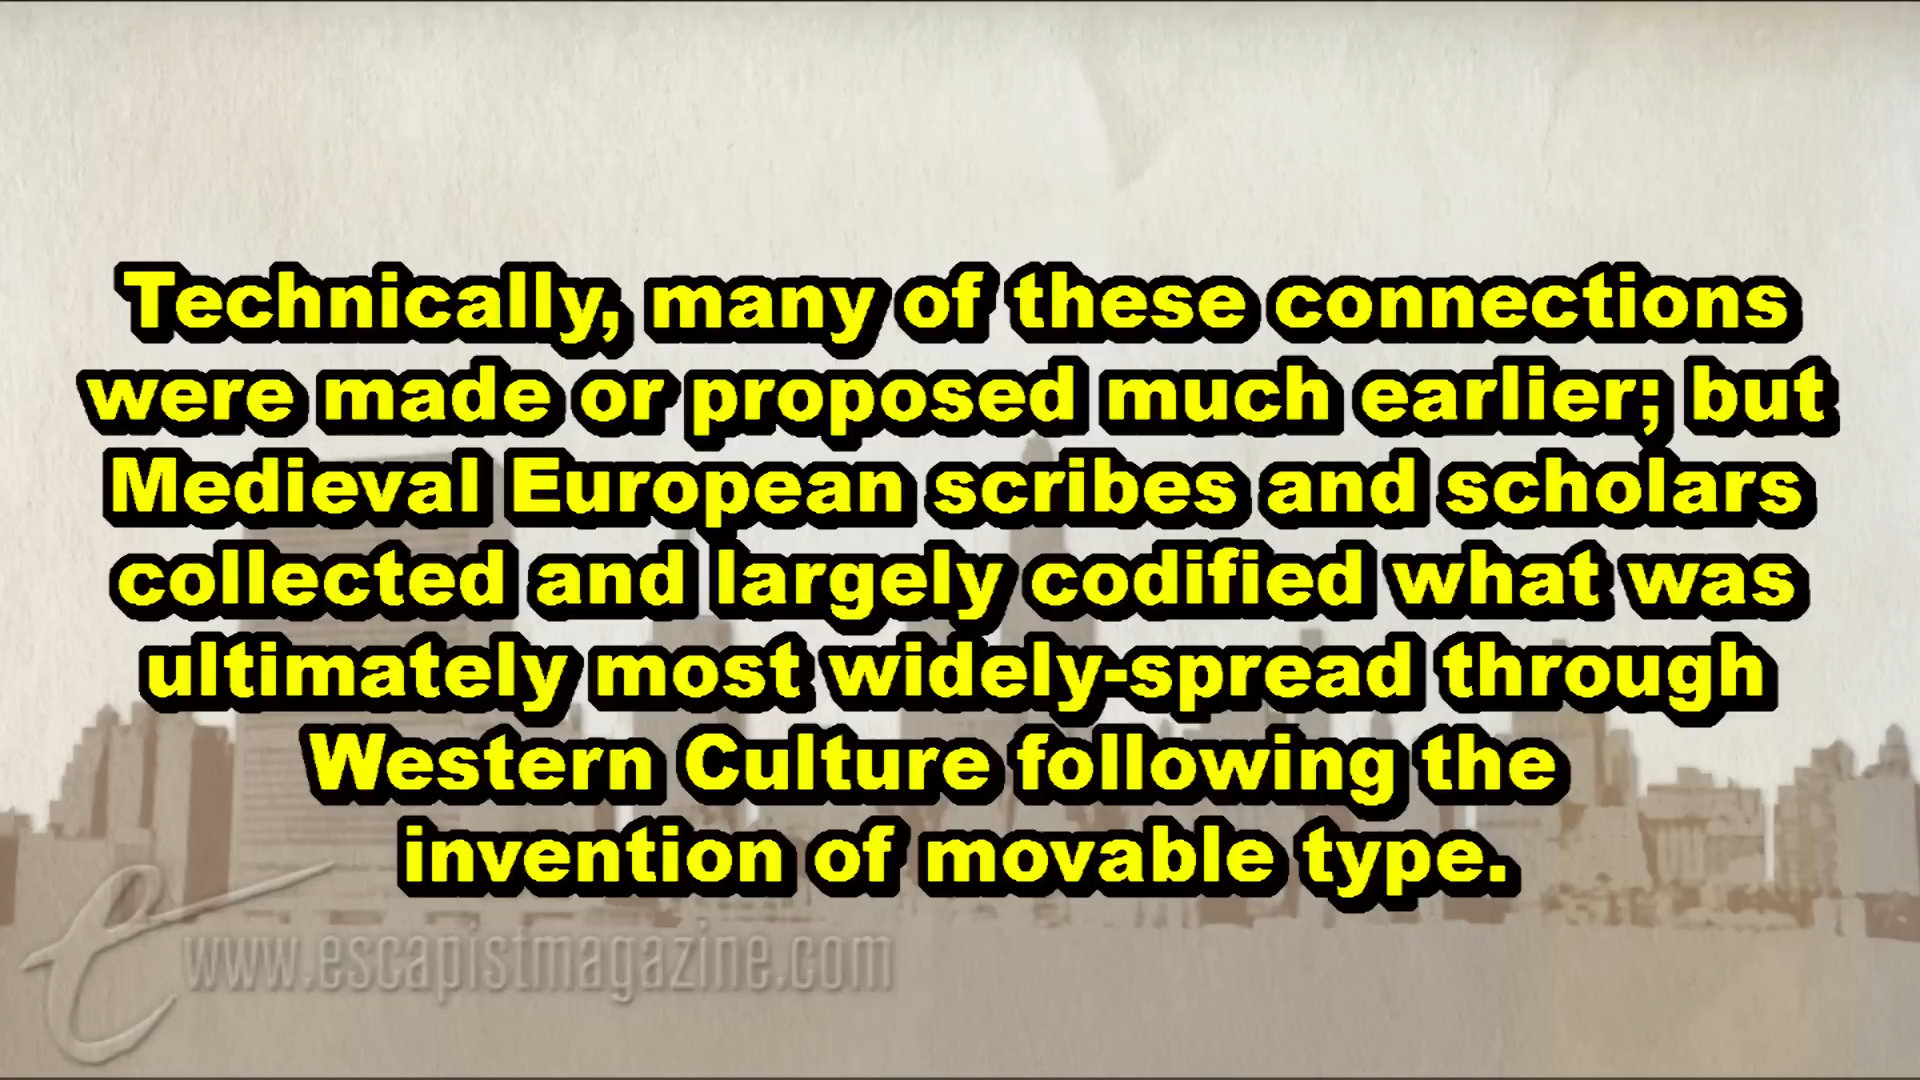 Technically, many of these connections
were made or proposed much earlier; but
Medieval European scribes and scholars
collected and largely codified what was
ultimately most widely-spread through
Western Culture following the
invention of movable type.
www.escapistmagazine.com